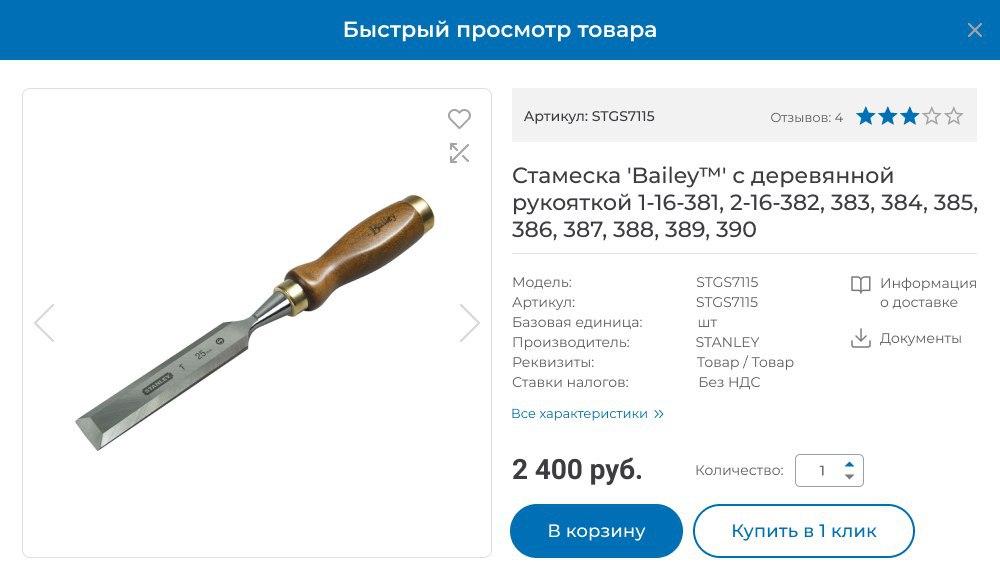 Быстрый просмотр товара
Артикул: STGS7115
Отзывов: 4
Стамеска 'Bailey™' с деревянной
рукояткой 1-16-381, 2-16-382, 383, 384, 385,
386, 387, 388, 389, 390
Модель: STGS7115
Артикул: STGS7115
Базовая единица: шт
Производитель: STANLEY
Реквизиты: Товар / Товар
Ставки налогов: Без НДС
Информация
о доставке
Документы
Все характеристики »
2 400 руб.
Количество: 1
В корзину
Купить в 1 клик
Bailey
STANLEY 1 25